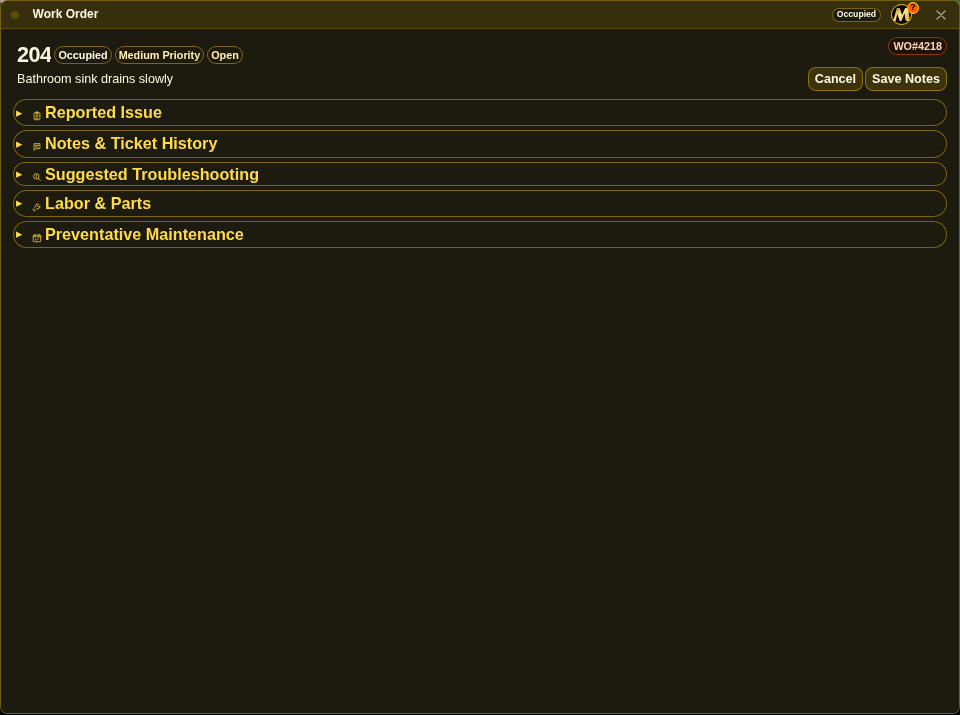 Work Order
Occupied
M
?
204 Occupied Medium Priority Open
WO#4218
Bathroom sink drains slowly
Cancel Save Notes
Reported Issue
Notes & Ticket History
Suggested Troubleshooting
Labor & Parts
Preventative Maintenance